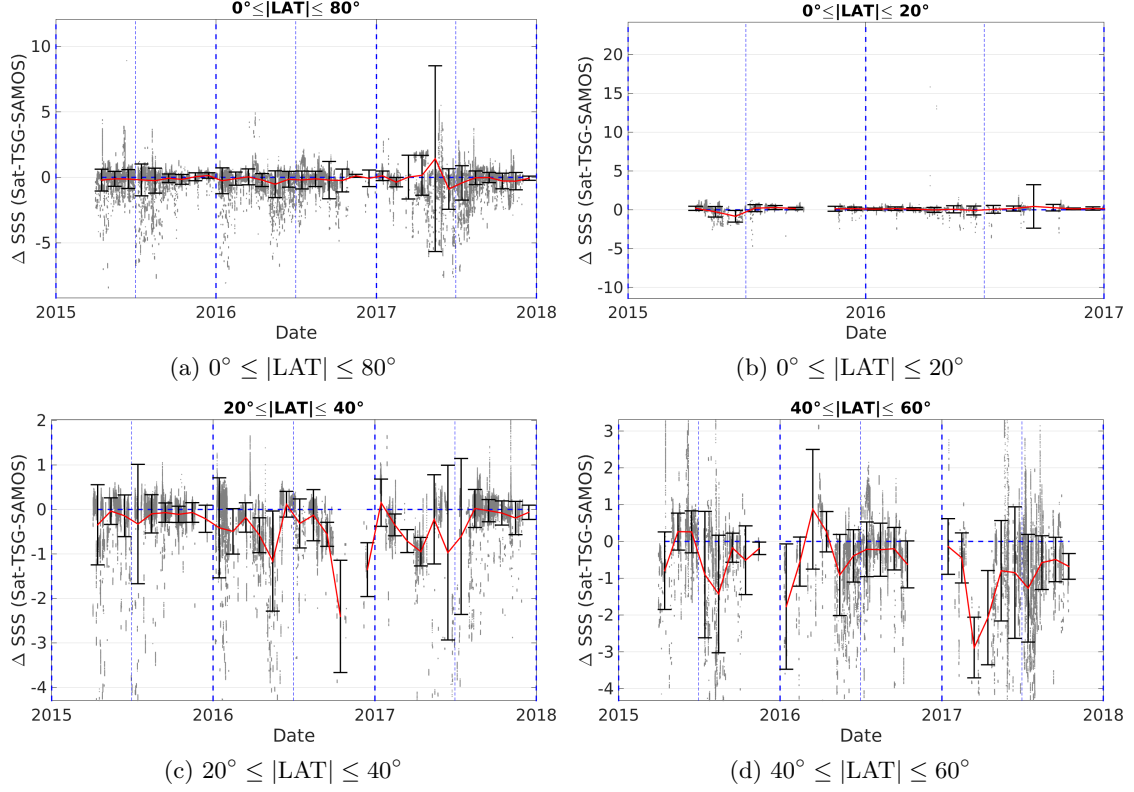 0°≤|LAT|≤ 80°
Δ SSS (Sat-TSG-SAMOS)
10
5
0
-5
2015
2016
2017
2018
Date
(a) 0° ≤ |LAT| ≤ 80°
0°≤|LAT|≤ 20°
Δ SSS (Sat-TSG-SAMOS)
20
15
10
5
0
-5
-10
2015
2016
2017
Date
(b) 0° ≤ |LAT| ≤ 20°
20°≤|LAT|≤ 40°
Δ SSS (Sat-TSG-SAMOS)
2
1
0
-1
-2
-3
-4
2015
2016
2017
2018
Date
(c) 20° ≤ |LAT| ≤ 40°
40°≤|LAT|≤ 60°
Δ SSS (Sat-TSG-SAMOS)
3
2
1
0
-1
-2
-3
-4
2015
2016
2017
2018
Date
(d) 40° ≤ |LAT| ≤ 60°